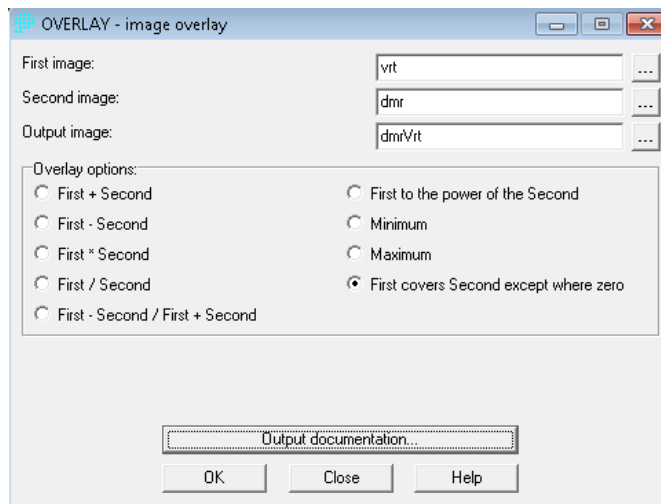 OVERLAY - image overlay
First image:
vrt
...
Second image:
dmr
...
Output image:
dmrVrt
...
Overlay options:
First + Second
First to the power of the Second
First - Second
Minimum
First * Second
Maximum
First / Second
First covers Second except where zero
First - Second / First + Second
Output documentation...
OK
Close
Help